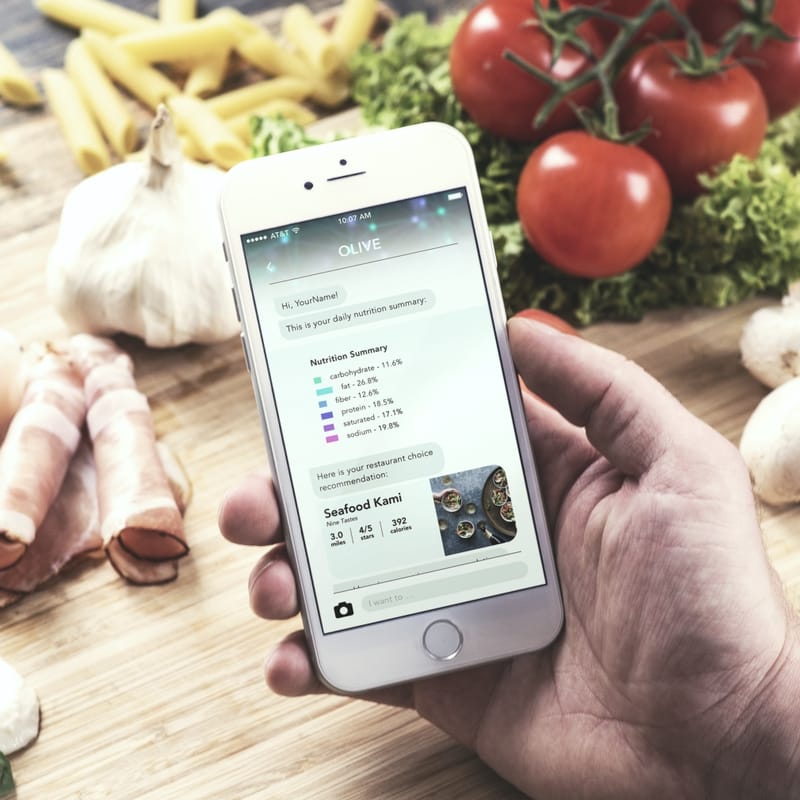 AT&T 10:07 AM
OLIVE
Hi, YourName!
This is your daily nutrition summary:
Nutrition Summary
carbohydrate - 11.6%
fat - 26.8%
fiber - 12.6%
protein - 18.5%
saturated - 17.1%
sodium - 19.8%
Here is your restaurant choice
recommendation:
Seafood Kami
Nine Tastes
3.0 4/5 392
miles stars calories
I want to ...